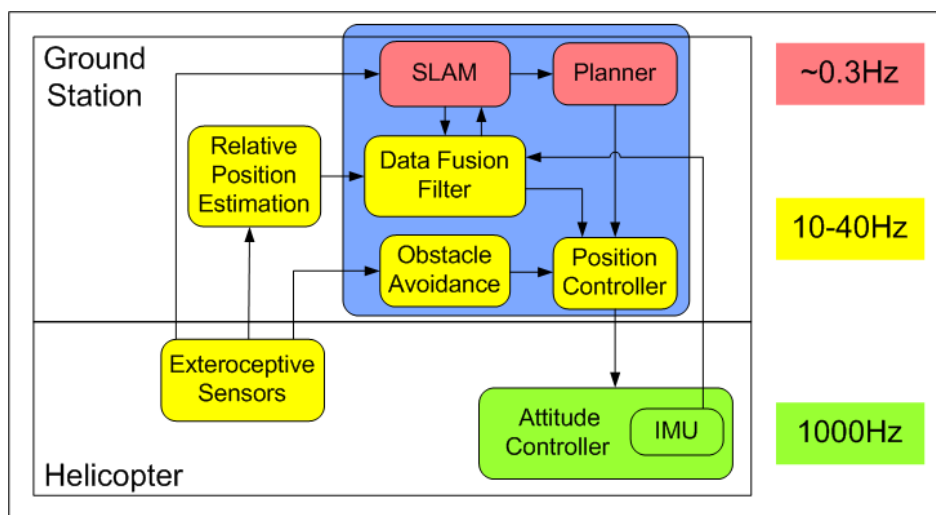 Ground
Station
SLAM
Planner
~0.3Hz
Relative
Position
Estimation
Data Fusion
Filter
10-40Hz
Obstacle
Avoidance
Position
Controller
Exteroceptive
Sensors
Attitude
Controller
IMU
1000Hz
Helicopter